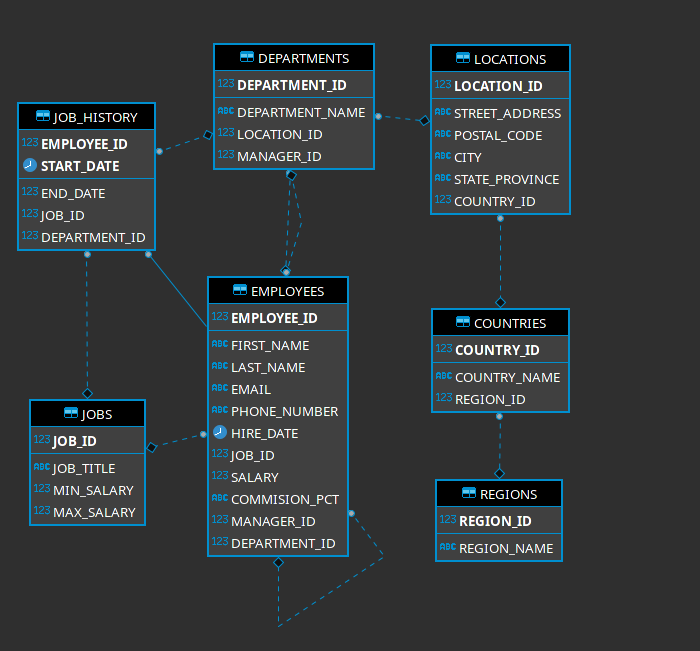 DEPARTMENTS
123 DEPARTMENT_ID
ABC DEPARTMENT_NAME
123 LOCATION_ID
123 MANAGER_ID
LOCATIONS
123 LOCATION_ID
ABC STREET_ADDRESS
ABC POSTAL_CODE
ABC CITY
ABC STATE_PROVINCE
123 COUNTRY_ID
JOB_HISTORY
123 EMPLOYEE_ID
START_DATE
123 END_DATE
123 JOB_ID
123 DEPARTMENT_ID
EMPLOYEES
123 EMPLOYEE_ID
ABC FIRST_NAME
ABC LAST_NAME
ABC EMAIL
ABC PHONE_NUMBER
HIRE_DATE
123 JOB_ID
123 SALARY
ABC COMMISION_PCT
123 MANAGER_ID
123 DEPARTMENT_ID
COUNTRIES
123 COUNTRY_ID
ABC COUNTRY_NAME
123 REGION_ID
JOBS
123 JOB_ID
ABC JOB_TITLE
123 MIN_SALARY
123 MAX_SALARY
REGIONS
123 REGION_ID
ABC REGION_NAME